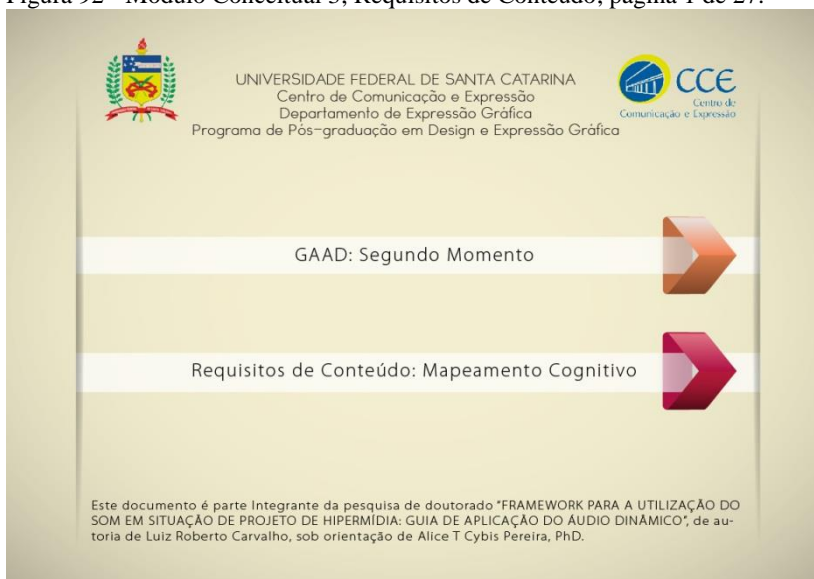 Figura 92 - Módulo Conceitual 3, Requisitos de Conteúdo, página 1 de 27.
UNIVERSIDADE FEDERAL DE SANTA CATARINA
Centro de Comunicação e Expressão
Departamento de Expressão Gráfica
Programa de Pós-graduação em Design e Expressão Gráfica
CCE
Centro de
Comunicação e Expressão
GAAD: Segundo Momento
Requisitos de Conteúdo: Mapeamento Cognitivo
Este documento é parte Integrante da pesquisa de doutorado "FRAMEWORK PARA A UTILIZAÇÃO DO
SOM EM SITUAÇÃO DE PROJETO DE HIPERMÍDIA: GUIA DE APLICAÇÃO DO ÁUDIO DINÂMICO", de au-
toria de Luiz Roberto Carvalho, sob orientação de Alice T Cybis Pereira, PhD.